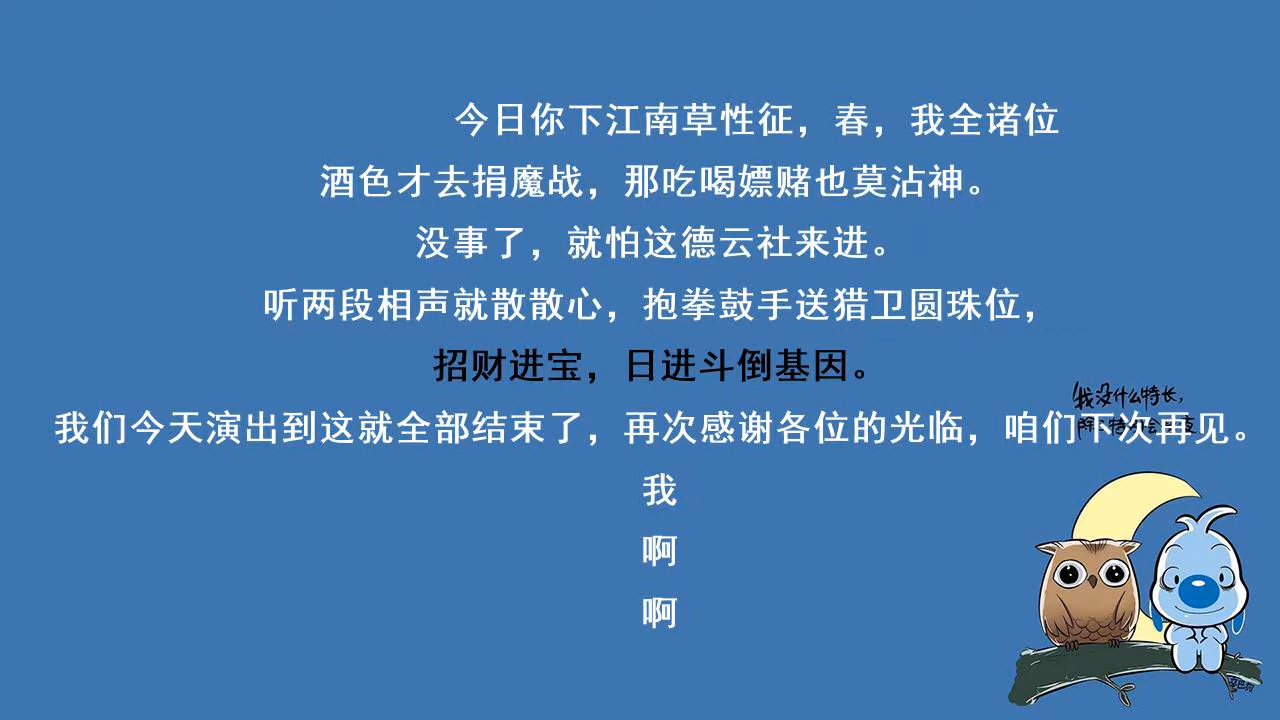 今日你下江南草性征，春，我全诸位
酒色才去捐魔战，那吃喝嫖赌也莫沾神。
没事了，就怕这德云社来进。
听两段相声就散散心，抱拳鼓手送猎卫圆珠位，
招财进宝，日进斗倒基因。
我没什么特长，
我们今天演出到这就全部结束了，再次感谢各位的光临，咱们下次再见。
我
啊
啊